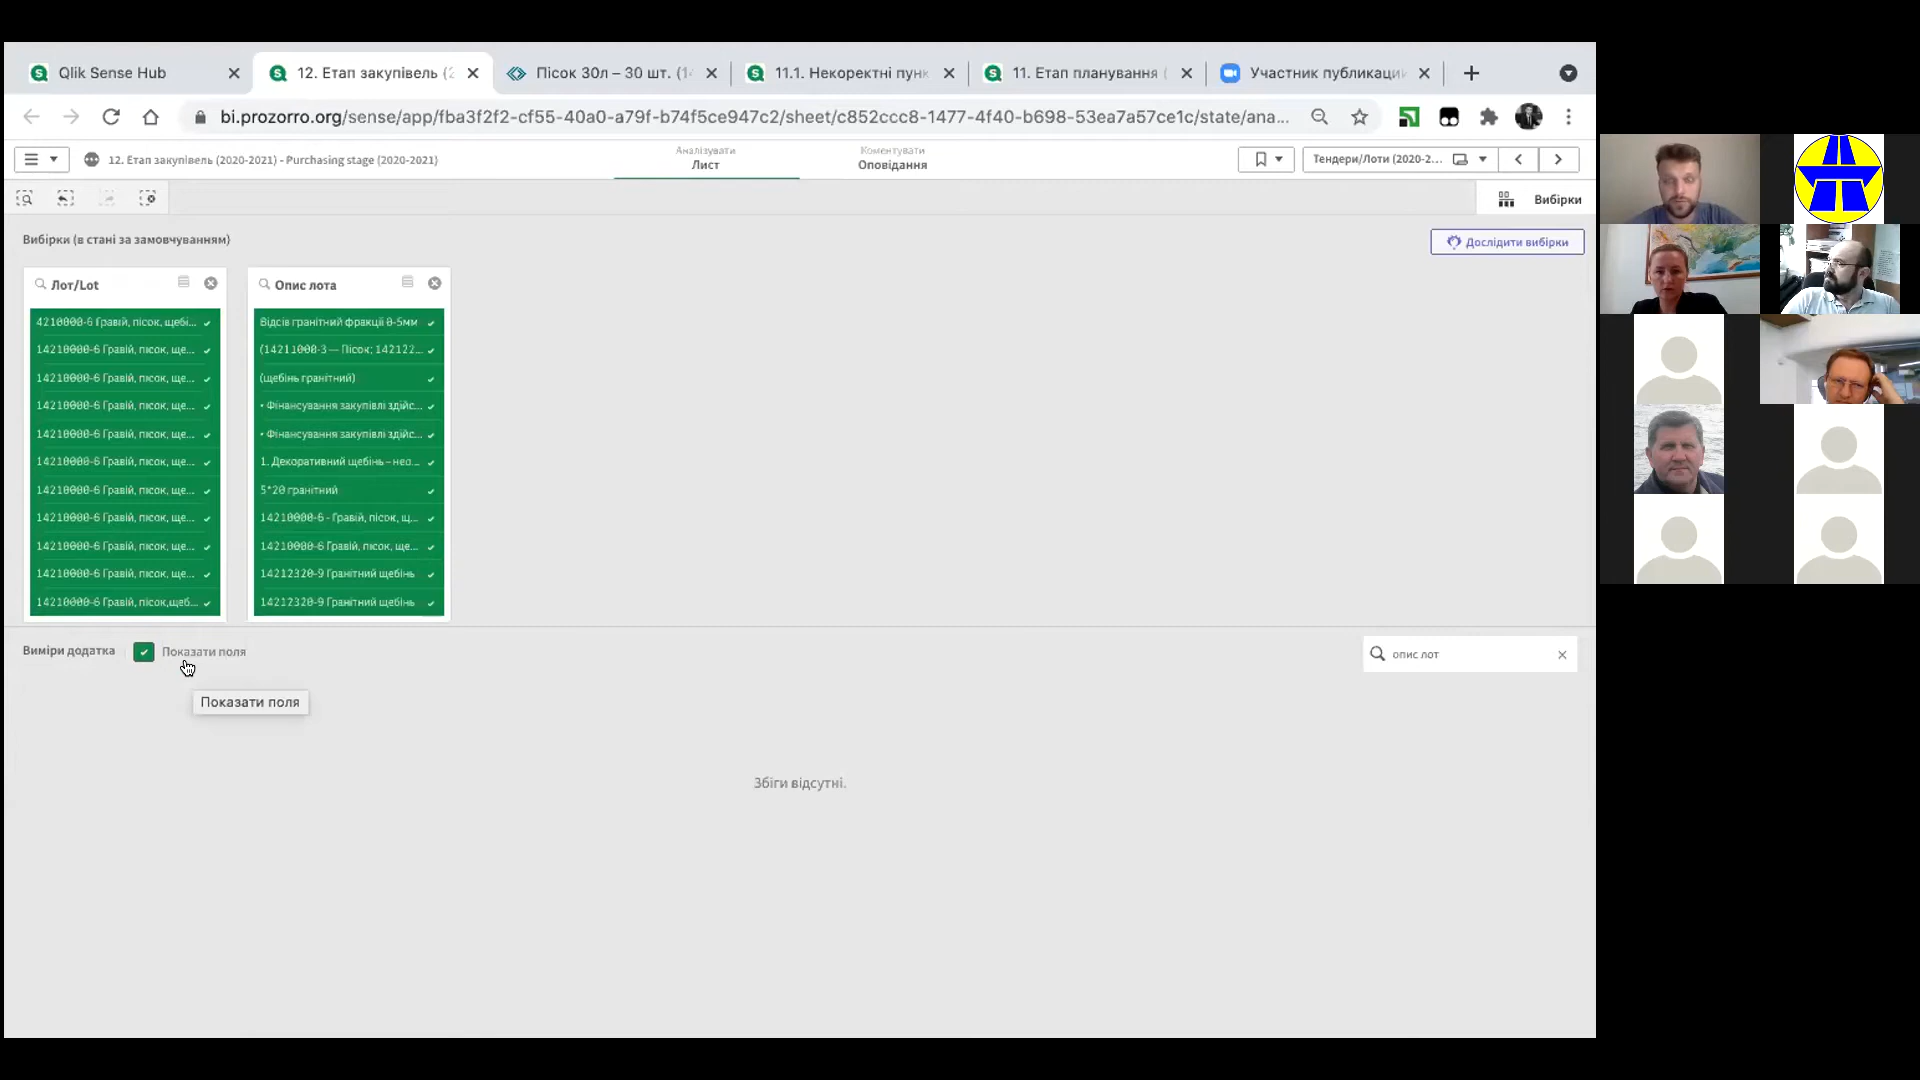 Qlik Sense Hub
12. Етап закупівель (2
Пісок 30л – 30 шт. (14
11.1. Некоректні пунк
11. Етап планування (
Участник публикации
bi.prozorro.org/sense/app/fba3f2f2-cf55-40a0-a79f-b74f5ce947c2/sheet/c852ccc8-1477-4f40-b698-53ea7a57ce1c/state/ana...
12. Етап закупівель (2020-2021) - Purchasing stage (2020-2021)
Аналізувати
Лист
Коментувати
Оповідання
Тендери/Лоти (2020-2...
Вибірки
Вибірки (в стані за замовчуванням)
Дослідити вибірки
Лот/Lot
4210000-6 Гравій, пісок, щебі...
14210000-6 Гравій, пісок, ще...
14210000-6 Гравій, пісок, ще...
14210000-6 Гравій, пісок, ще...
14210000-6 Гравій, пісок, ще...
14210000-6 Гравій, пісок, ще...
14210000-6 Гравій, пісок, ще...
14210000-6 Гравій, пісок, ще...
14210000-6 Гравій, пісок, ще...
14210000-6 Гравій, пісок, ще...
14210000-6 Гравій, пісок,щеб...
Опис лота
Відсів гранітний фракції 0-5мм
(14211000-3 — Пісок; 142122...
(щебінь гранітний)
• Фінансування закупівлі здійс...
• Фінансування закупівлі здійс...
1. Декоративний щебінь – нео...
5*20 гранітний
14210000-6 - Гравій, пісок, щ...
14210000-6 Гравій, пісок, ще...
14212320-9 Гранітний щебінь
14212320-9 Гранітний щебінь
Виміри додатка
Показати поля
опис лот
Показати поля
Збіги відсутні.